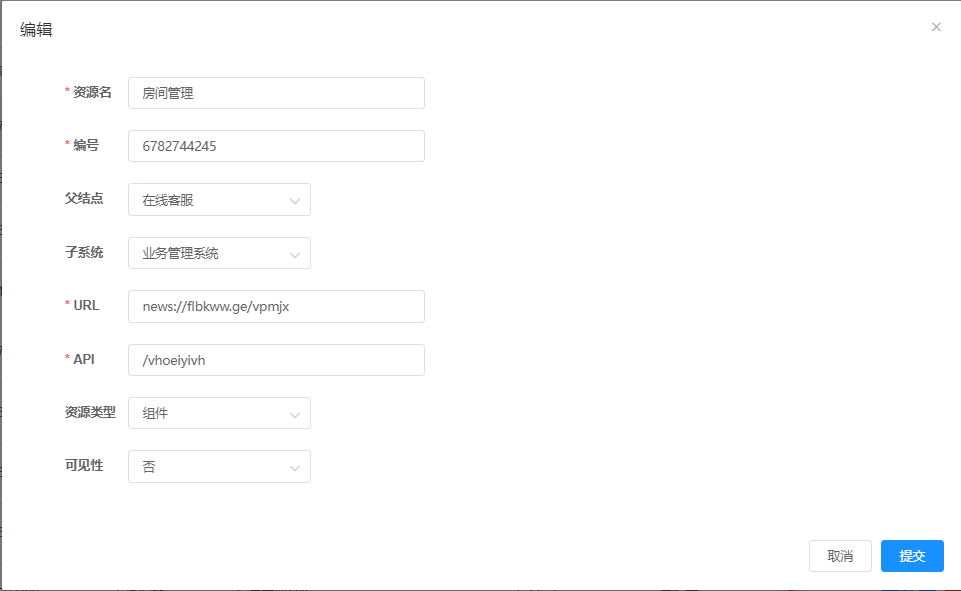 编辑
* 资源名 房间管理
* 编号 6782744245
父结点 在线客服
子系统 业务管理系统
* URL news://flbkww.ge/vpmjx
* API /vhoeiyivh
资源类型 组件
可见性 否
取消 提交